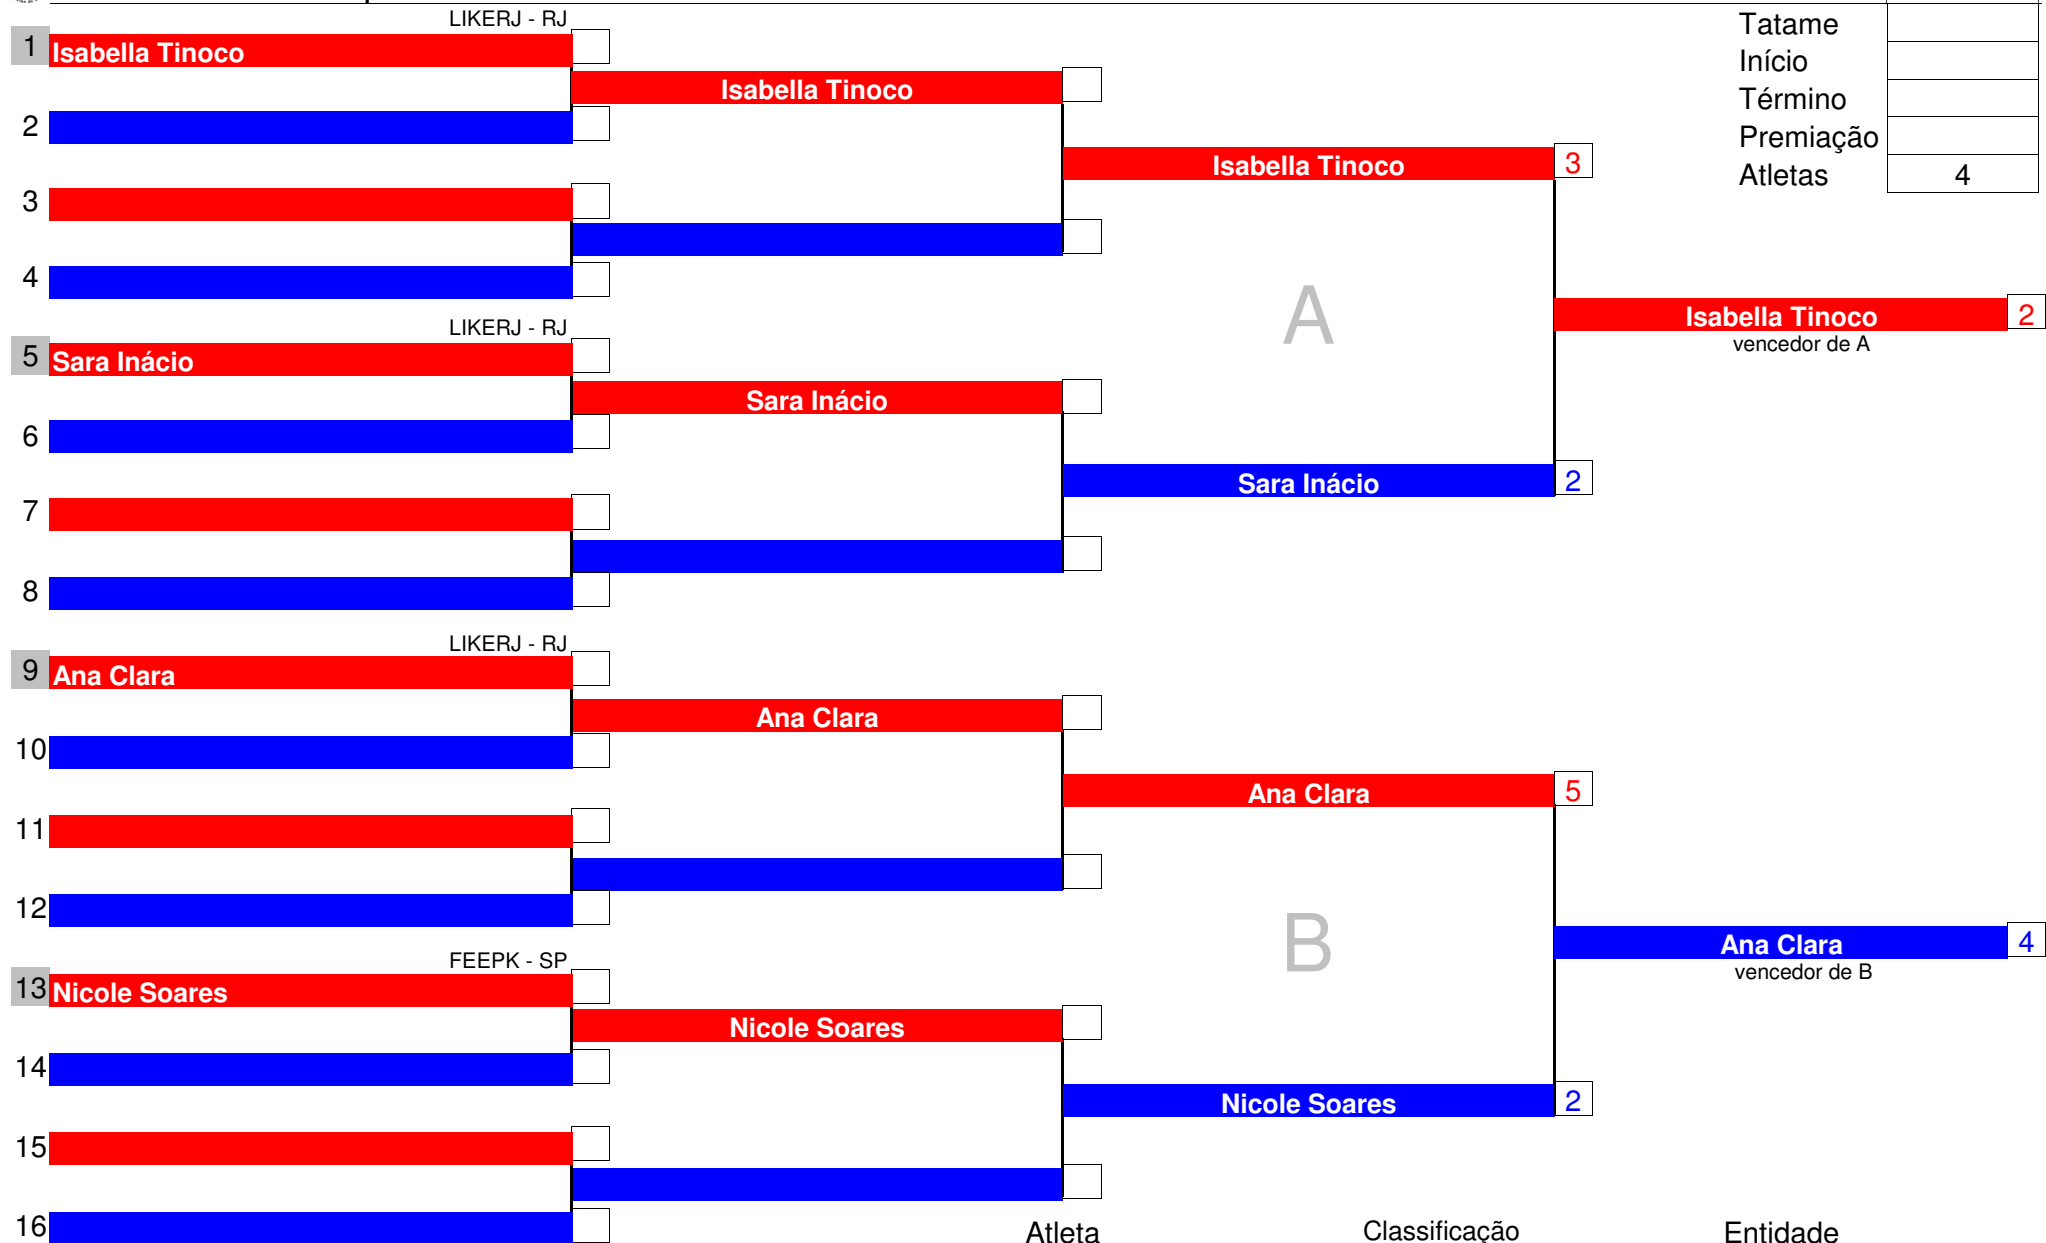 LIKERJ - RJ
Tatame
1 Isabella Tinoco
Início
Isabella Tinoco
Término
2
Premiação
Isabella Tinoco 3
Atletas 4
3
4
A
Isabella Tinoco 2
LIKERJ - RJ
vencedor de A
5 Sara Inácio
Sara Inácio
6
Sara Inácio 2
7
8
LIKERJ - RJ
9 Ana Clara
Ana Clara
10
Ana Clara 5
11
12
B
Ana Clara 4
FEEPK - SP
vencedor de B
13 Nicole Soares
Nicole Soares
14
Nicole Soares 2
15
16
Atleta Classificação Entidade